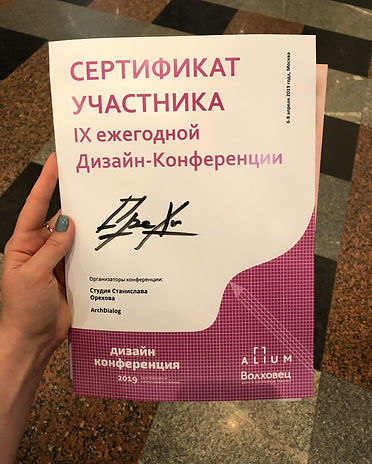 6-8 апреля 2019 года, Москва
СЕРТИФИКАТ
УЧАСТНИКА
IX ежегодной
Дизайн-Конференции
Организаторы конференции:
Студия Станислава
Орехова
ArchDialog
дизайн
конференция
2019
ALIUM
Волховец